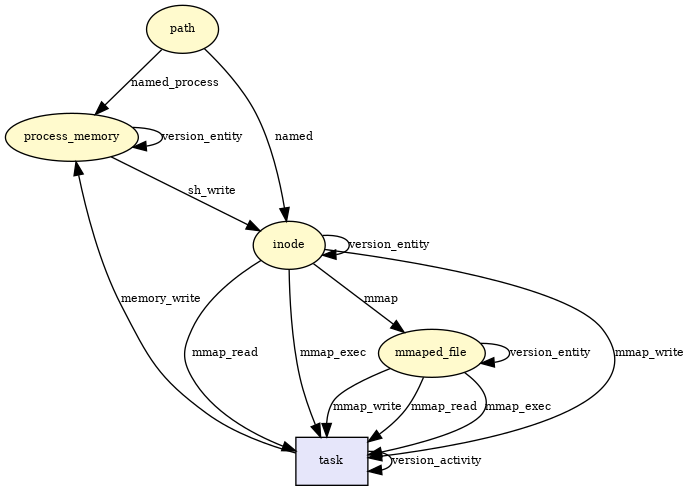 path
named_process
process_memory
version_entity
named
sh_write
inode
version_entity
memory_write
mmap
mmap_read
mmap_exec
mmaped_file
version_entity
mmap_write
mmap_write
mmap_read
mmap_exec
task
version_activity